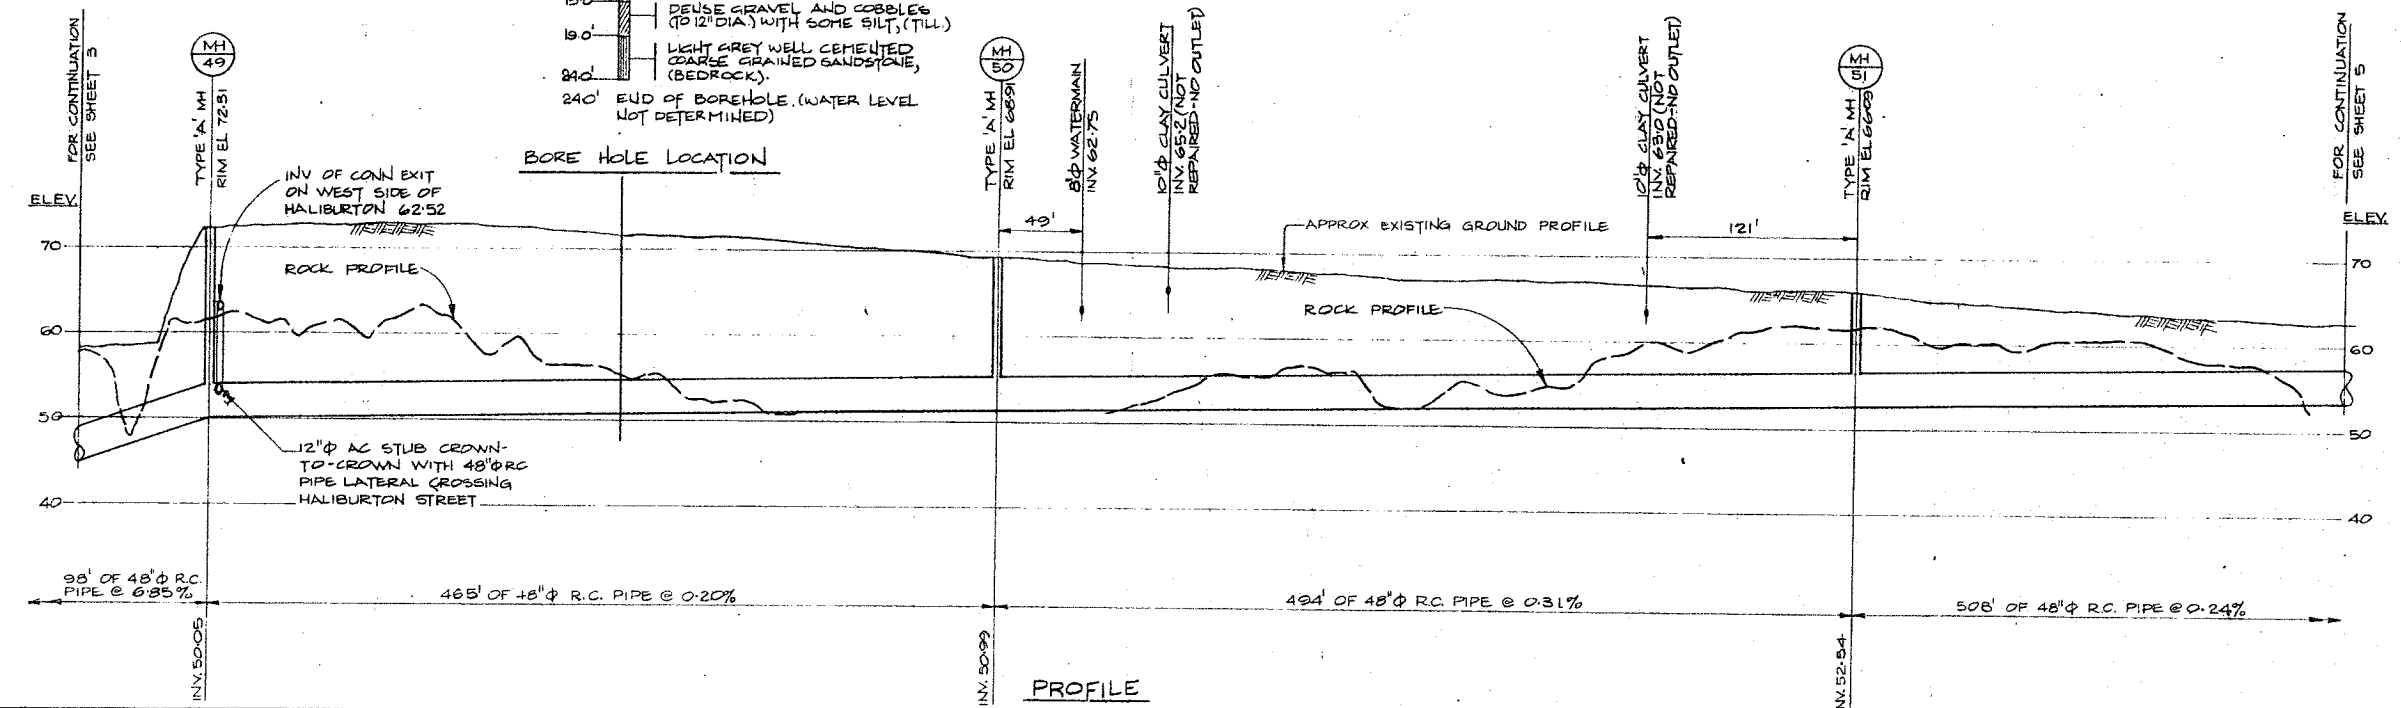 15.0'
DENSE GRAVEL AND COBBLES
(TO 12" DIA.) WITH SOME SILT, (TILL.)
19.0'
LIGHT GREY WELL CEMENTED
COARSE GRAINED SANDSTONE,
(BEDROCK).
24.0'
24.0' END OF BOREHOLE. (WATER LEVEL
NOT DETERMINED)
BORE HOLE LOCATION
FOR CONTINUATION
SEE SHEET 3
MH
49
TYPE 'A' MH
RIM EL 72.81
INV OF CONN EXIT
ON WEST SIDE OF
HALIBURTON 62.52
MH
50
TYPE 'A' MH
RIM EL 68.91
49'
8"Φ WATERMAIN
INV. 62.75
10"Φ CLAY CULVERT
INV. 65.2 (NOT
REPAIRED-NO OUTLET)
APPROX EXISTING GROUND PROFILE
10"Φ CLAY CULVERT
INV. 63.0 (NOT
REPAIRED-NO OUTLET)
121'
MH
51
TYPE 'A' MH
RIM EL 66.09
FOR CONTINUATION
SEE SHEET 5
ELEV.
70
60
50
40
ELEV.
70
60
50
40
ROCK PROFILE
ROCK PROFILE
12"Φ AC STUB CROWN-
TO-CROWN WITH 48"Φ RC
PIPE LATERAL CROSSING
HALIBURTON STREET
98' OF 48"Φ R.C.
PIPE @ 6.85%
465' OF 48"Φ R.C. PIPE @ 0.20%
494' OF 48"Φ R.C. PIPE @ 0.31%
508' OF 48"Φ R.C. PIPE @ 0.24%
INV. 50.05
INV. 50.99
INV. 52.54
PROFILE